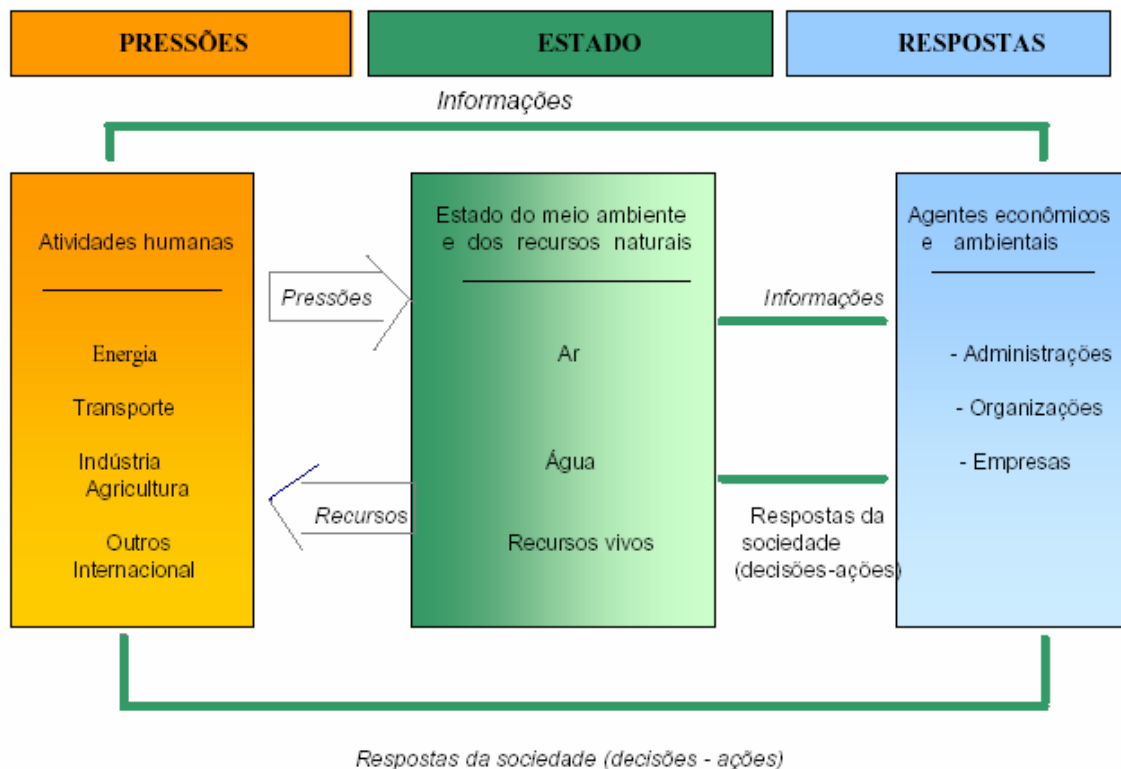 PRESSÕES
ESTADO
RESPOSTAS
Informações
Atividades humanas
Energia
Transporte
Indústria
Agricultura
Outros
Internacional
Pressões
Recursos
Estado do meio ambiente
e dos recursos naturais
Ar
Água
Recursos vivos
Informações
Respostas da
sociedade
(decisões-ações)
Agentes econômicos
e ambientais
- Administrações
- Organizações
- Empresas
Respostas da sociedade (decisões - ações)